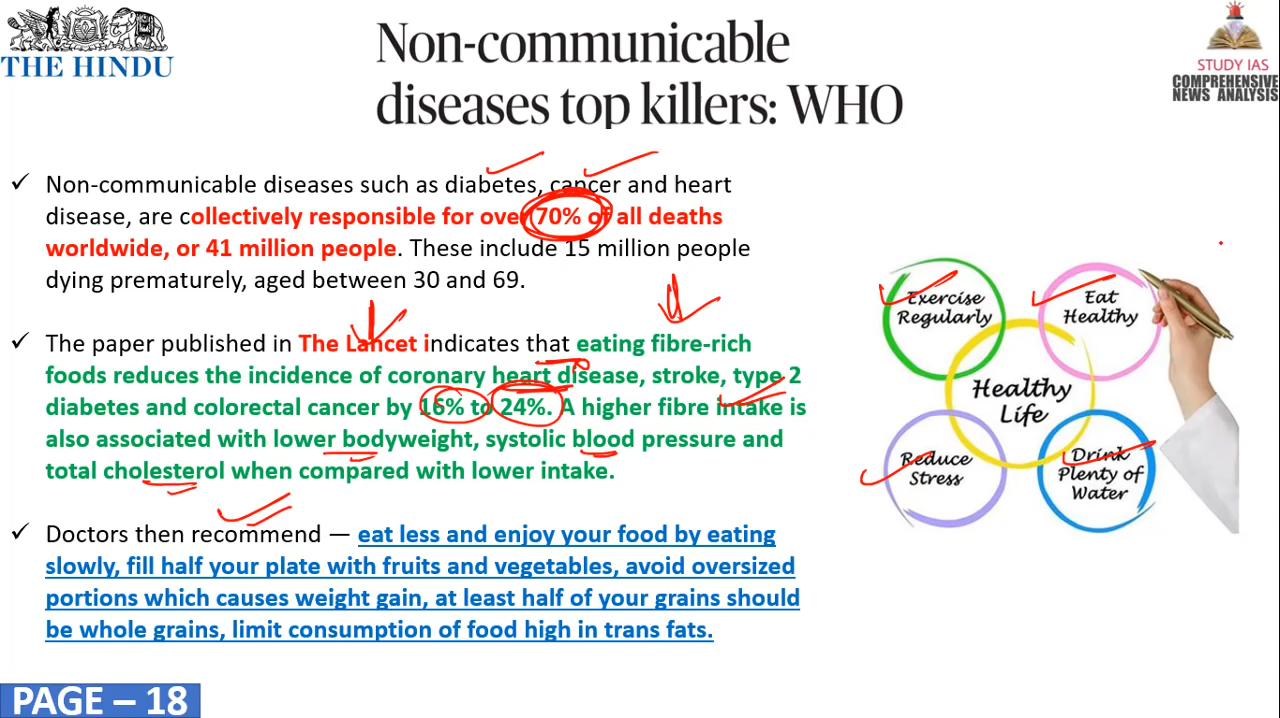 THE HINDU
Non-communicable
diseases top killers: WHO
STUDY IAS
COMPREHENSIVE
NEWS ANALYSIS
✓ Non-communicable diseases such as diabetes, cancer and heart
disease, are collectively responsible for over 70% of all deaths
worldwide, or 41 million people. These include 15 million people
dying prematurely, aged between 30 and 69.
✓ The paper published in The Lancet indicates that eating fibre-rich
foods reduces the incidence of coronary heart disease, stroke, type 2
diabetes and colorectal cancer by 16% to 24%. A higher fibre intake is
also associated with lower bodyweight, systolic blood pressure and
total cholesterol when compared with lower intake.
✓ Doctors then recommend — eat less and enjoy your food by eating
slowly, fill half your plate with fruits and vegetables, avoid oversized
portions which causes weight gain, at least half of your grains should
be whole grains, limit consumption of food high in trans fats.
Exercise
Regularly
Eat
Healthy
Healthy
Life
Reduce
Stress
Drink
Plenty of
Water
PAGE – 18